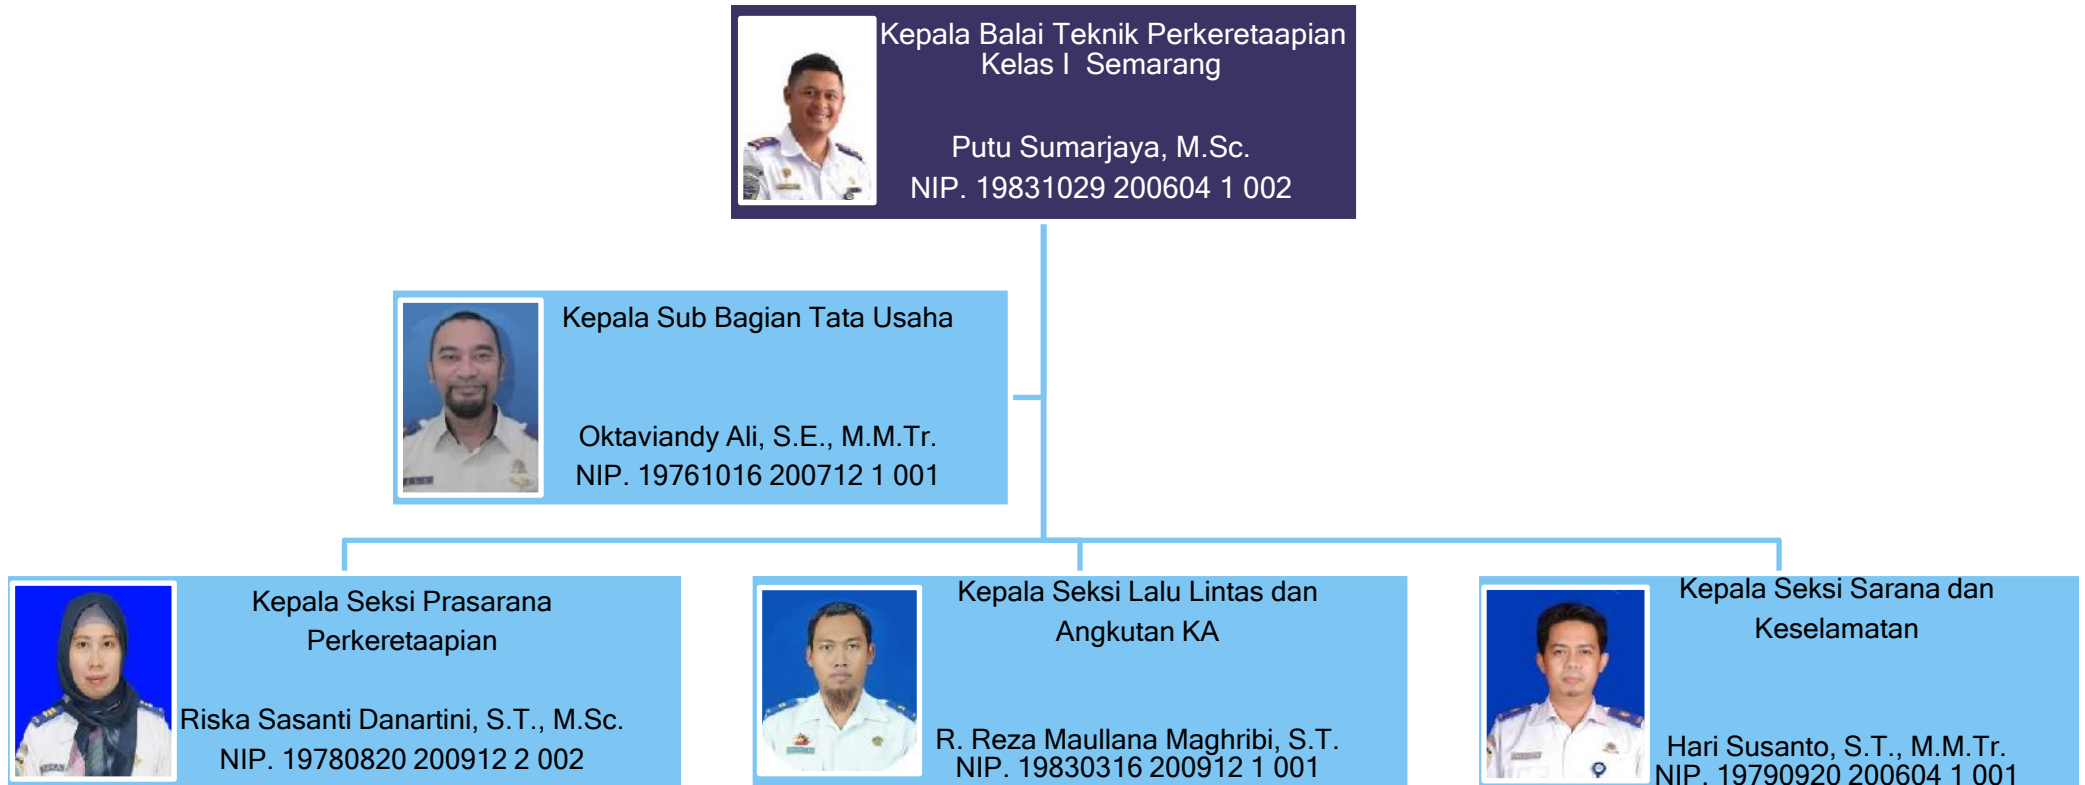 Kepala Balai Teknik Perkeretaapian
Kelas I Semarang
Putu Sumarjaya, M.Sc.
NIP. 19831029 200604 1 002
Kepala Sub Bagian Tata Usaha
Oktaviandy Ali, S.E., M.M.Tr.
NIP. 19761016 200712 1 001
Kepala Seksi Prasarana
Perkeretaapian
Riska Sasanti Danartini, S.T., M.Sc.
NIP. 19780820 200912 2 002
Kepala Seksi Lalu Lintas dan
Angkutan KA
R. Reza Maullana Maghribi, S.T.
NIP. 19830316 200912 1 001
Kepala Seksi Sarana dan
Keselamatan
Hari Susanto, S.T., M.M.Tr.
NIP. 19790920 200604 1 001